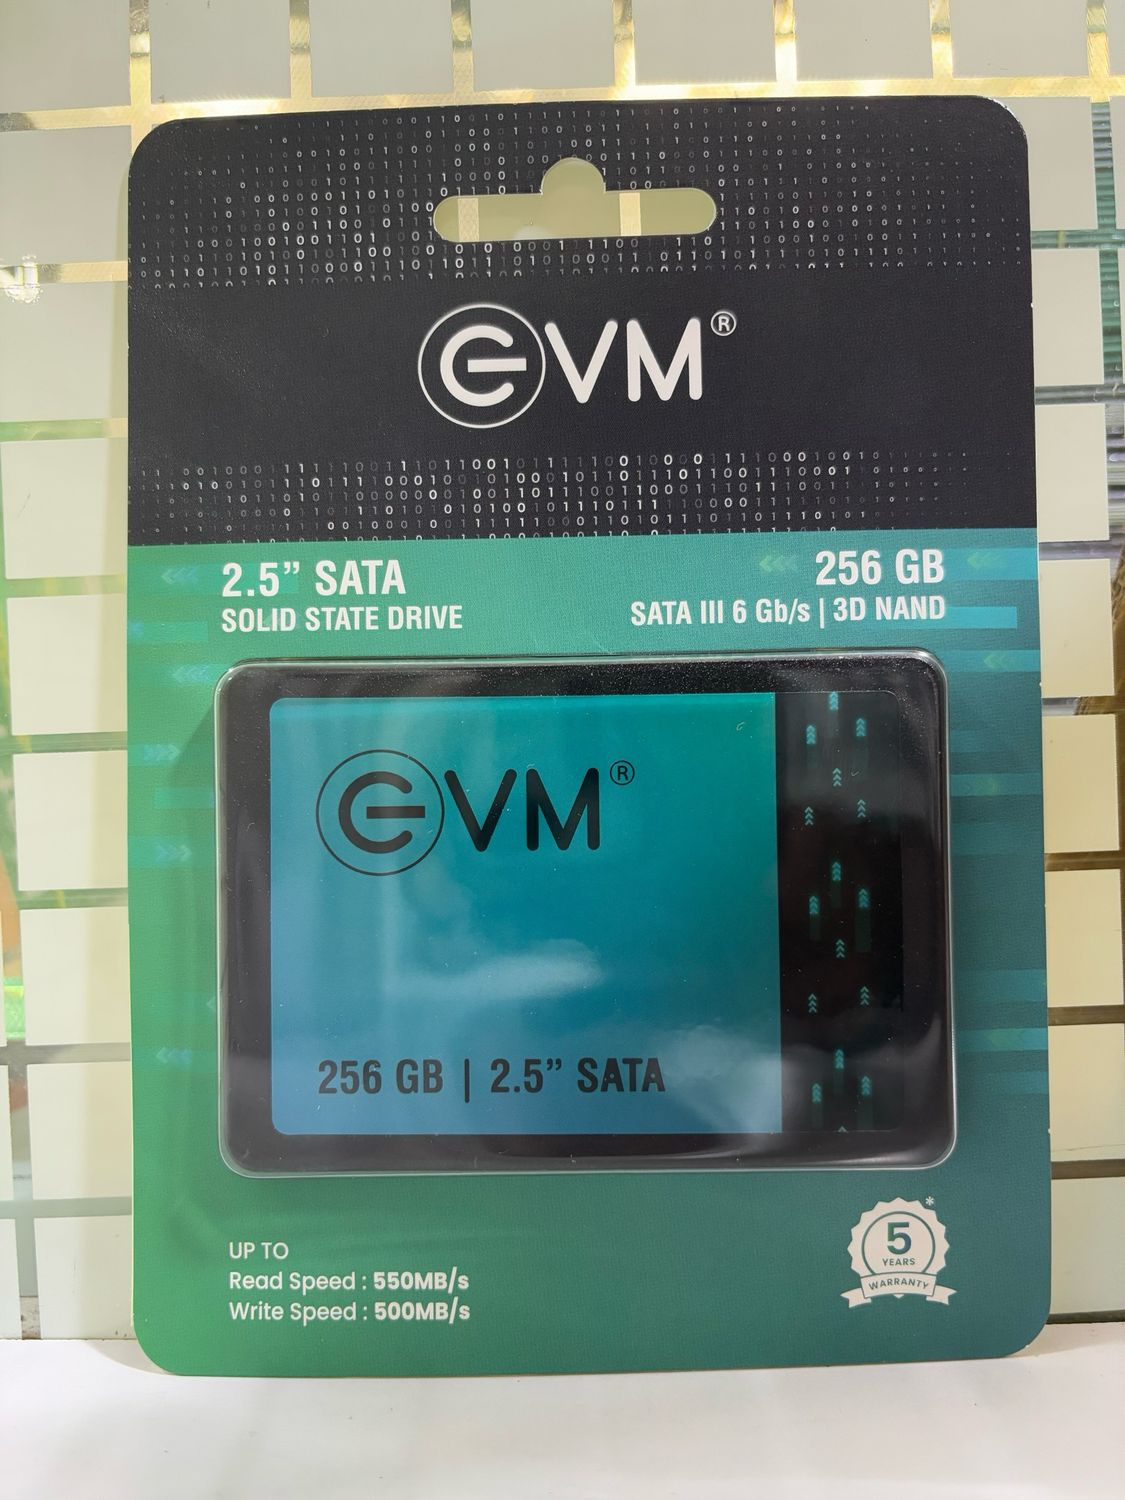 EVM®
2.5” SATA
SOLID STATE DRIVE
256 GB
SATA III 6 Gb/s | 3D NAND
EVM®
256 GB | 2.5” SATA
UP TO
Read Speed : 550MB/s
Write Speed : 500MB/s
5*
YEARS
WARRANTY